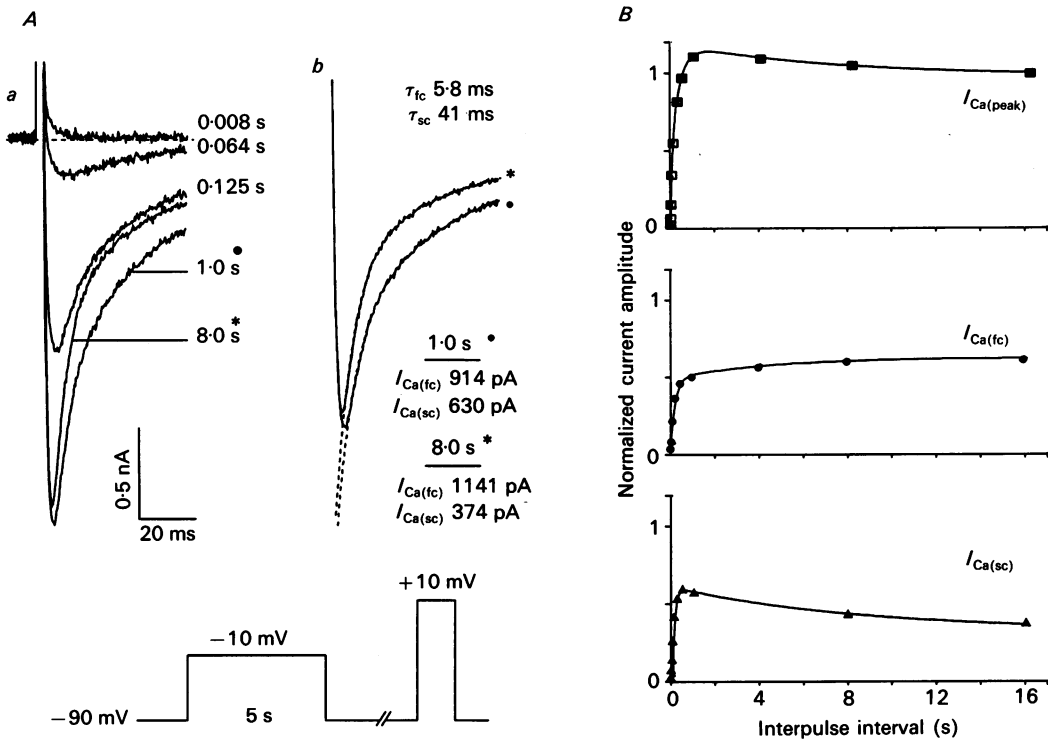 A
a
0·008 s
0·064 s
0·125 s
1·0 s
8·0 s *
0·5 nA
20 ms
b
τfc 5·8 ms
τsc 41 ms
*
1·0 s
ICa(fc) 914 pA
ICa(sc) 630 pA
8·0 s *
ICa(fc) 1141 pA
ICa(sc) 374 pA
+10 mV
−10 mV
−90 mV
5 s
B
Normalized current amplitude
1
0
ICa(peak)
1
0
ICa(fc)
1
0
ICa(sc)
0 4 8 12 16
Interpulse interval (s)